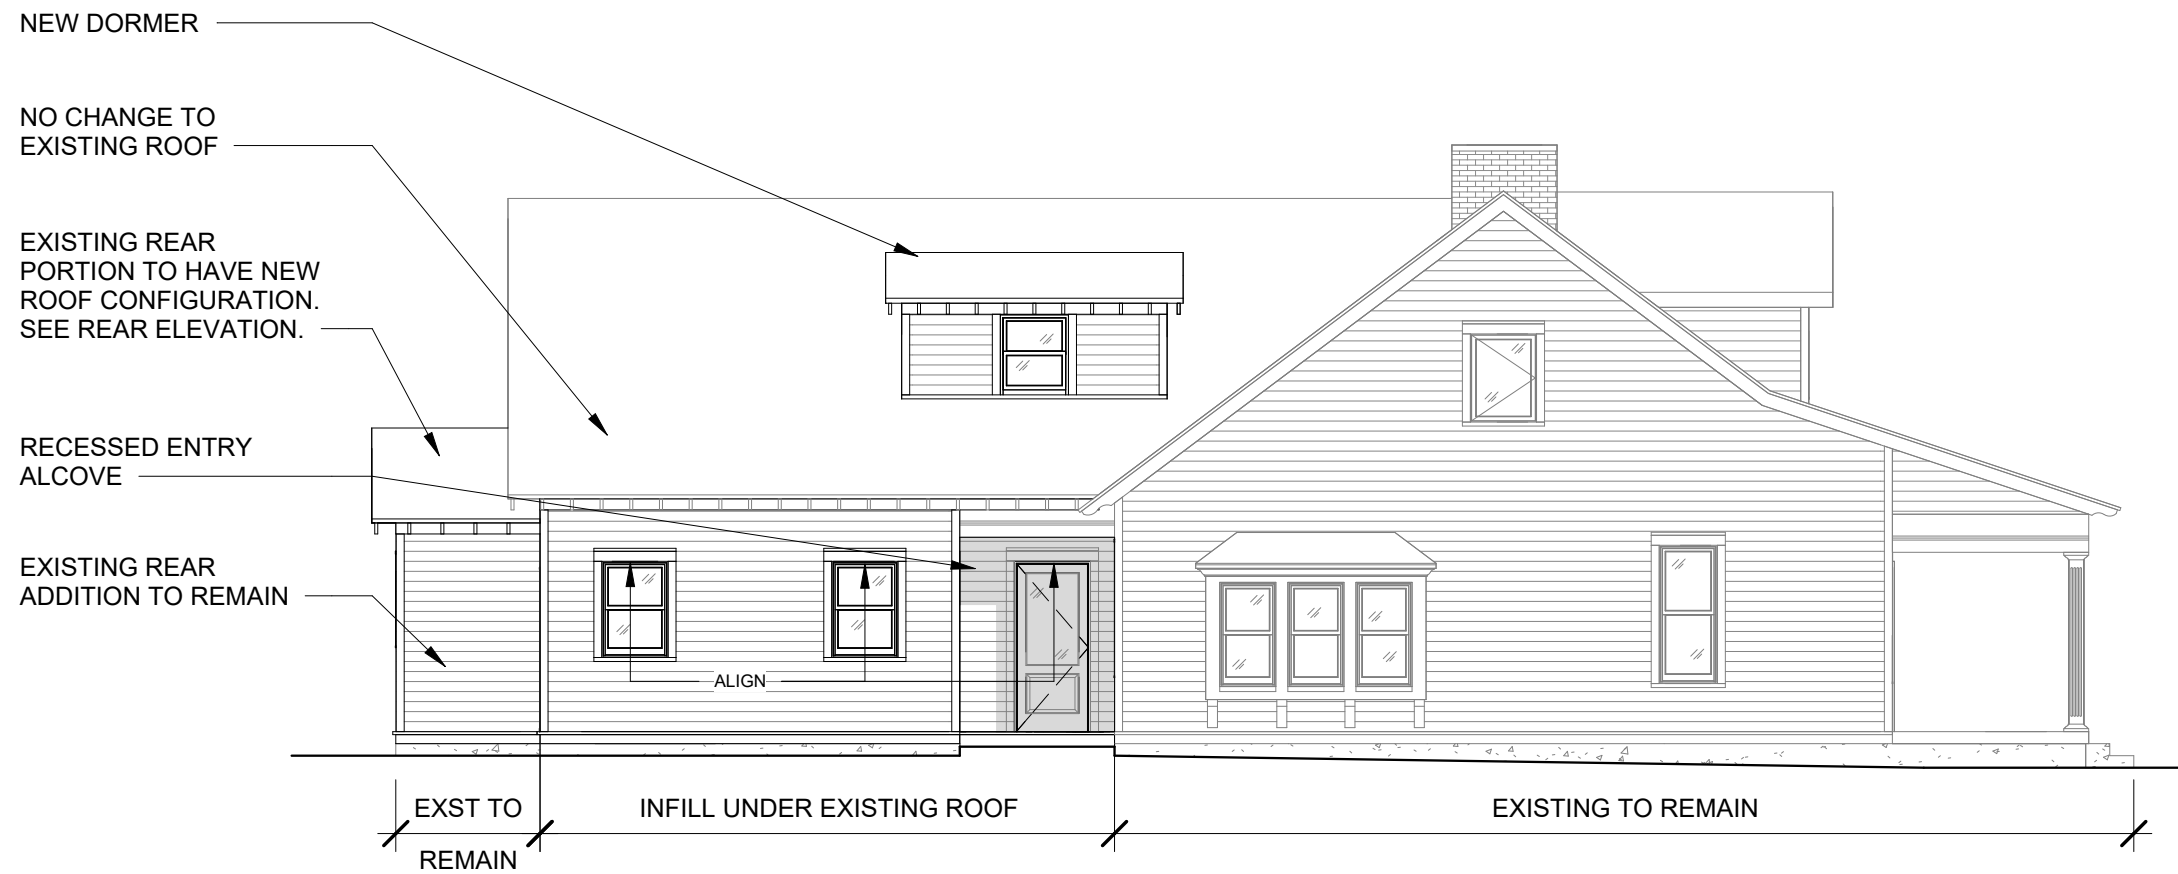 NEW DORMER
NO CHANGE TO
EXISTING ROOF
EXISTING REAR
PORTION TO HAVE NEW
ROOF CONFIGURATION.
SEE REAR ELEVATION.
RECESSED ENTRY
ALCOVE
EXISTING REAR
ADDITION TO REMAIN
ALIGN
EXST TO
REMAIN
INFILL UNDER EXISTING ROOF
EXISTING TO REMAIN